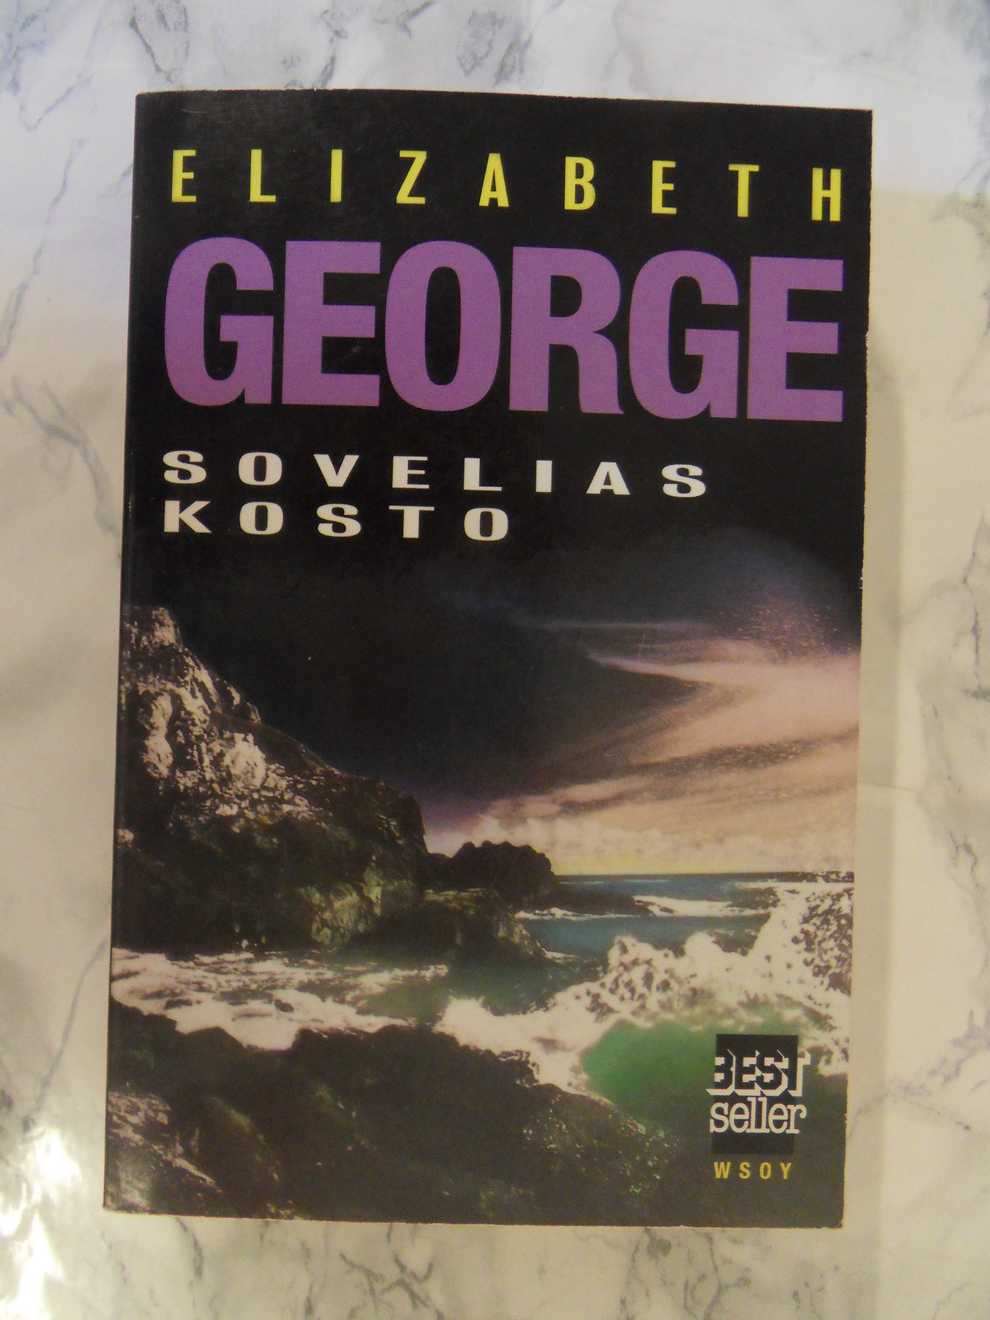 ELIZABETH
GEORGE
SOVELIAS
KOSTO
BEST
seller
WSOY